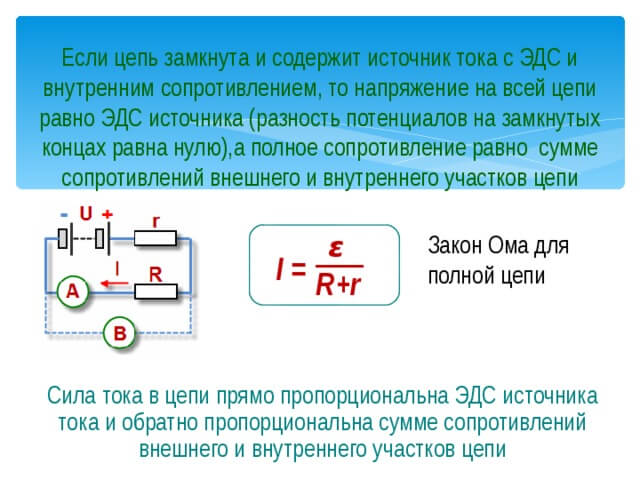 Если цепь замкнута и содержит источник тока с ЭДС и
внутренним сопротивлением, то напряжение на всей цепи
равно ЭДС источника (разность потенциалов на замкнутых
концах равна нулю),а полное сопротивление равно сумме
сопротивлений внешнего и внутреннего участков цепи
- U +
r
I
R
A
B
I = ε
R+r
Закон Ома для
полной цепи
Сила тока в цепи прямо пропорциональна ЭДС источника
тока и обратно пропорциональна сумме сопротивлений
внешнего и внутреннего участков цепи